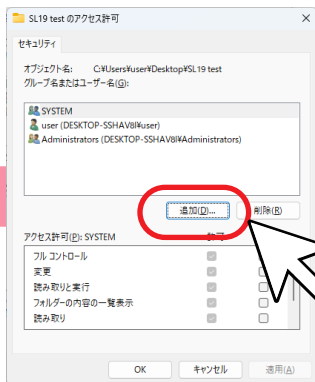 SL19 test のアクセス許可
セキュリティ
オブジェクト名: C:¥Users¥user¥Desktop¥SL19 test
グループ名またはユーザー名(G):
SYSTEM
user (DESKTOP-SSHAV8I¥user)
Administrators (DESKTOP-SSHAV8I¥Administrators)
追加(D)... 削除(R)
アクセス許可(P): SYSTEM 許可
フル コントロール
変更
読み取りと実行
フォルダーの内容の一覧表示
読み取り
OK キャンセル 適用(A)